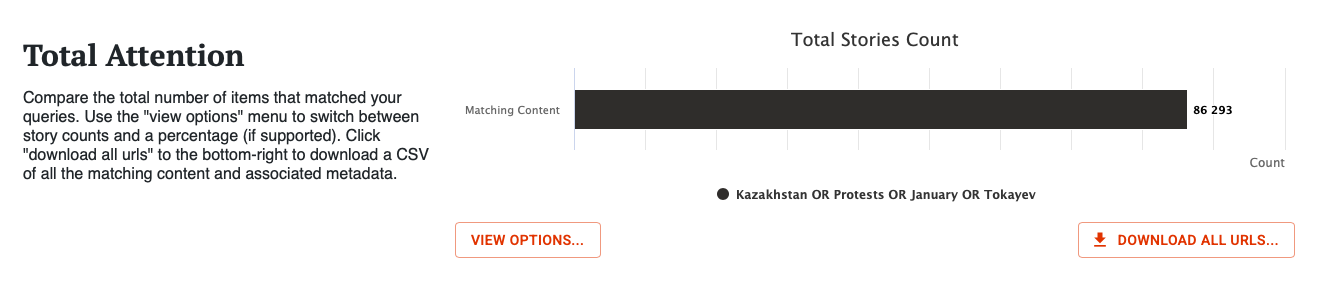 Total Attention
Compare the total number of items that matched your
queries. Use the "view options" menu to switch between
story counts and a percentage (if supported). Click
"download all urls" to the bottom-right to download a CSV
of all the matching content and associated metadata.
Total Stories Count
Matching Content
86 293
Count
Kazakhstan OR Protests OR January OR Tokayev
VIEW OPTIONS...
DOWNLOAD ALL URLS...